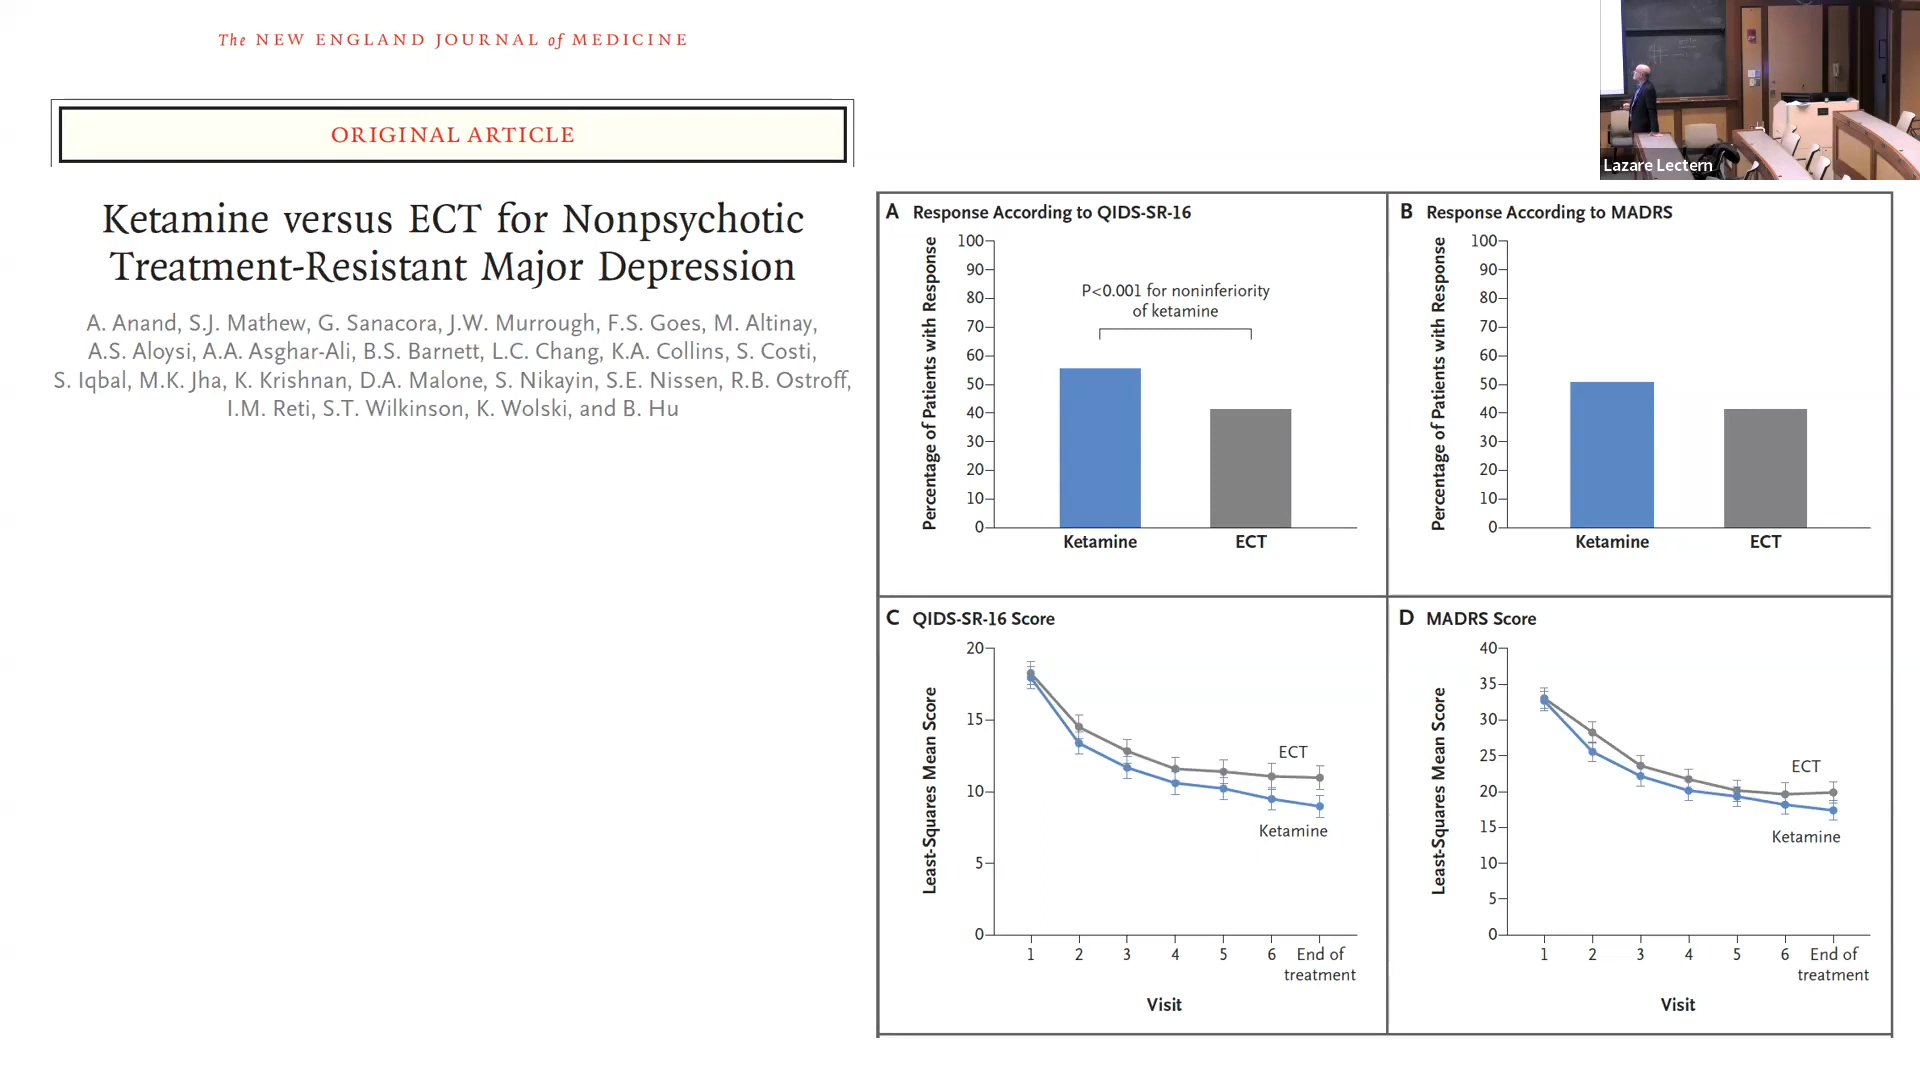 The NEW ENGLAND JOURNAL of MEDICINE
ORIGINAL ARTICLE
Ketamine versus ECT for Nonpsychotic
Treatment-Resistant Major Depression
A. Anand, S.J. Mathew, G. Sanacora, J.W. Murrough, F.S. Goes, M. Altinay,
A.S. Aloysi, A.A. Asghar-Ali, B.S. Barnett, L.C. Chang, K.A. Collins, S. Costi,
S. Iqbal, M.K. Jha, K. Krishnan, D.A. Malone, S. Nikayin, S.E. Nissen, R.B. Ostroff,
I.M. Reti, S.T. Wilkinson, K. Wolski, and B. Hu
Lazare Lectern
A Response According to QIDS-SR-16
Percentage of Patients with Response
100
90
80
70
60
50
40
30
20
10
0
P<0.001 for noninferiority
of ketamine
Ketamine ECT
B Response According to MADRS
Percentage of Patients with Response
100
90
80
70
60
50
40
30
20
10
0
Ketamine ECT
C QIDS-SR-16 Score
Least-Squares Mean Score
20
15
10
5
0
ECT
Ketamine
1 2 3 4 5 6 End of
treatment
Visit
D MADRS Score
Least-Squares Mean Score
40
35
30
25
20
15
10
5
0
ECT
Ketamine
1 2 3 4 5 6 End of
treatment
Visit